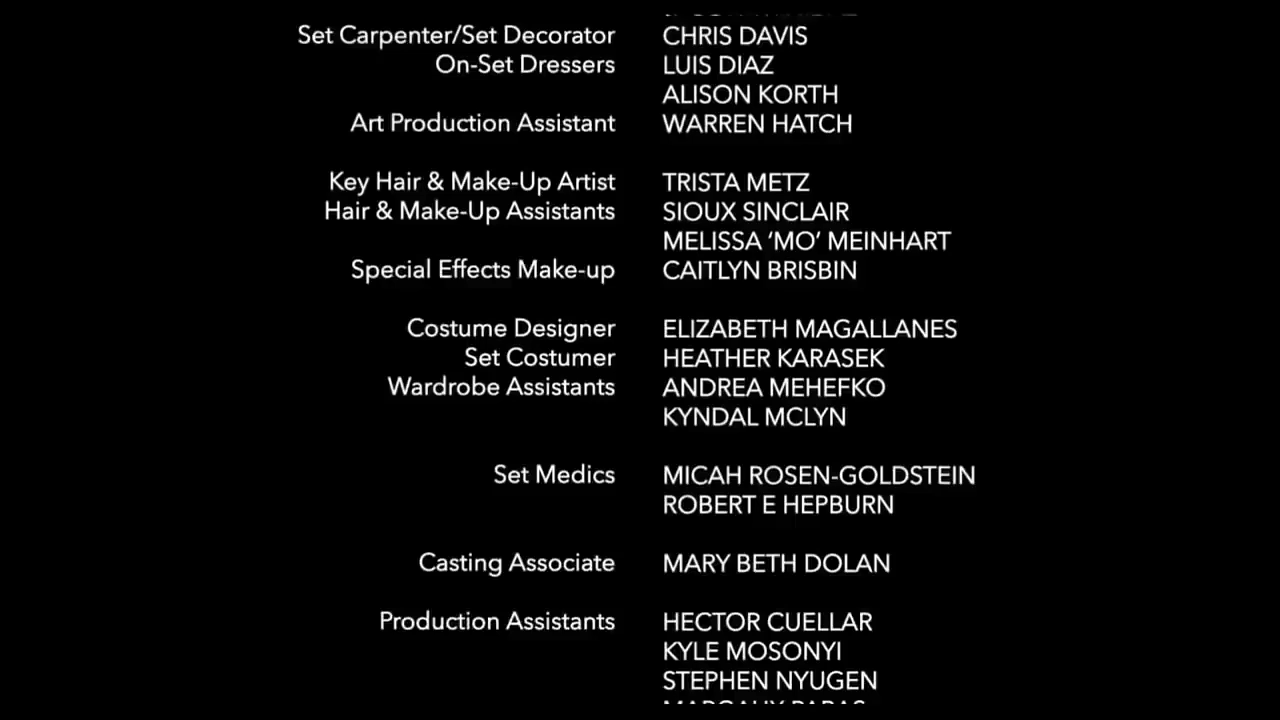 Set Carpenter/Set Decorator CHRIS DAVIS
On-Set Dressers LUIS DIAZ
ALISON KORTH
Art Production Assistant WARREN HATCH
Key Hair & Make-Up Artist TRISTA METZ
Hair & Make-Up Assistants SIOUX SINCLAIR
MELISSA ‘MO’ MEINHART
Special Effects Make-up CAITLYN BRISBIN
Costume Designer ELIZABETH MAGALLANES
Set Costumer HEATHER KARASEK
Wardrobe Assistants ANDREA MEHEFKO
KYNDAL MCLYN
Set Medics MICAH ROSEN-GOLDSTEIN
ROBERT E HEPBURN
Casting Associate MARY BETH DOLAN
Production Assistants HECTOR CUELLAR
KYLE MOSONYI
STEPHEN NYUGEN